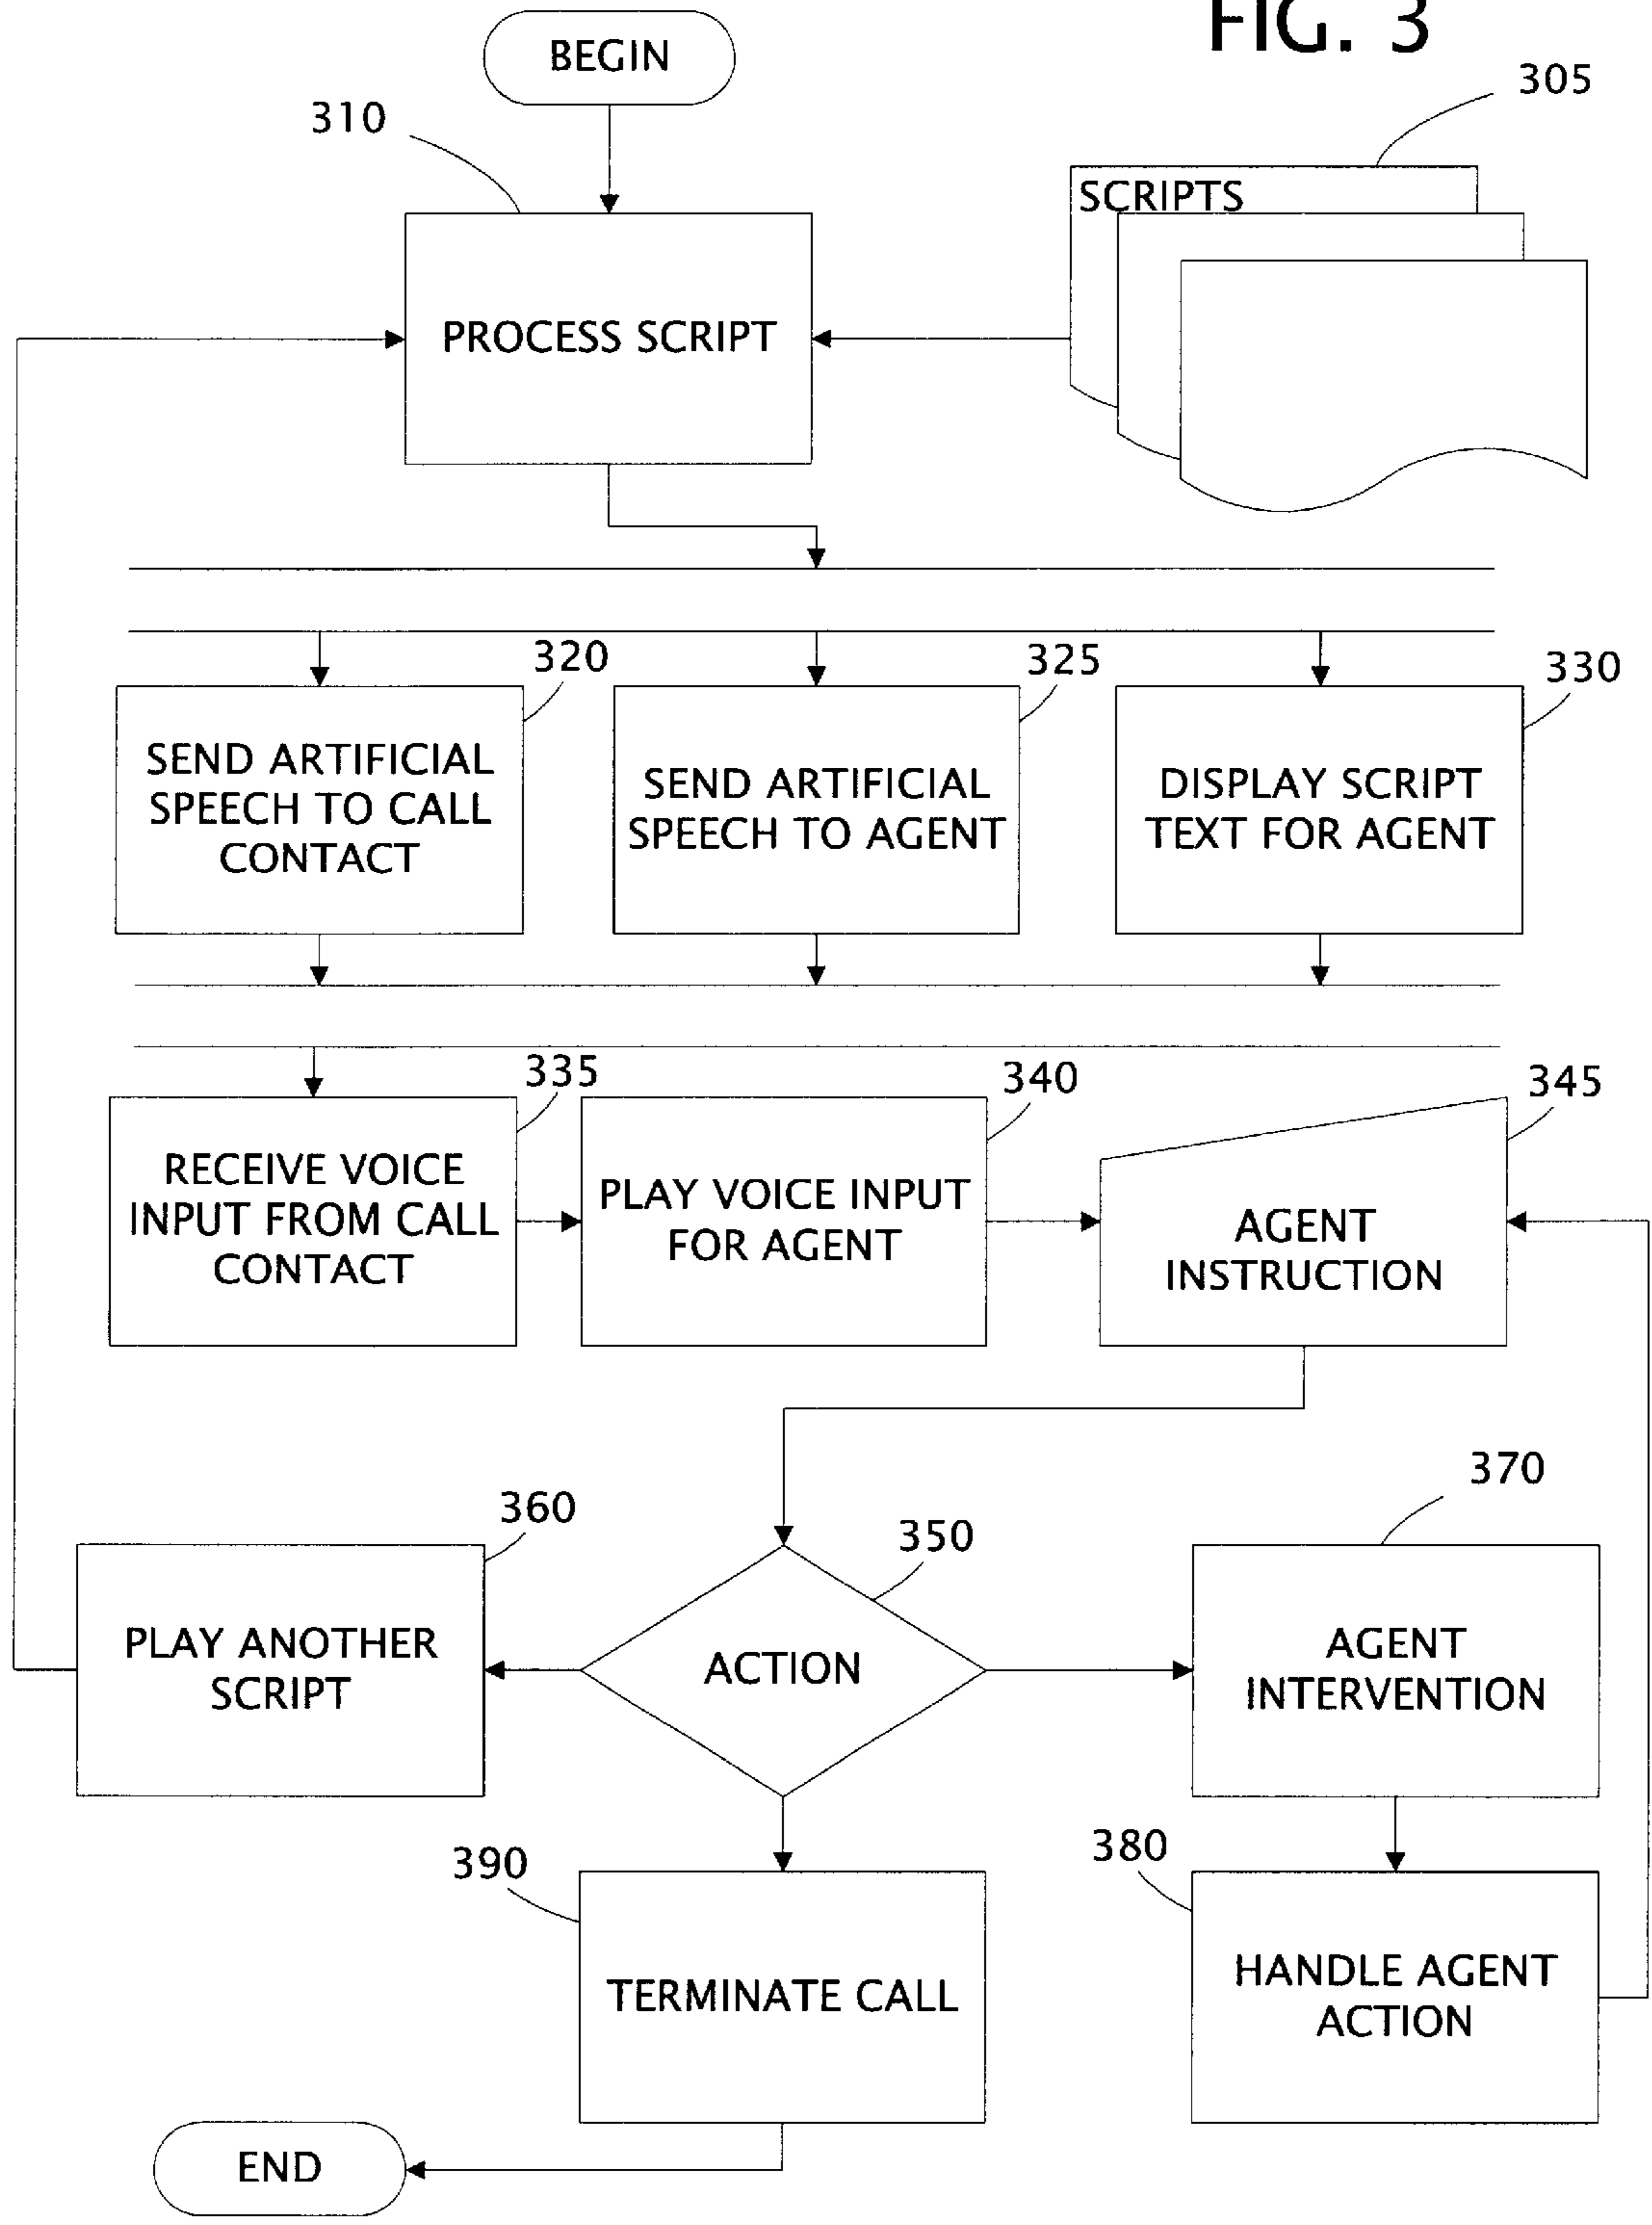 FIG. 3
BEGIN
305
310
SCRIPTS
PROCESS SCRIPT
320
325
330
SEND ARTIFICIAL
SPEECH TO CALL
CONTACT
SEND ARTIFICIAL
SPEECH TO AGENT
DISPLAY SCRIPT
TEXT FOR AGENT
335
340
345
RECEIVE VOICE
INPUT FROM CALL
CONTACT
PLAY VOICE INPUT
FOR AGENT
AGENT
INSTRUCTION
360
350
370
PLAY ANOTHER
SCRIPT
ACTION
AGENT
INTERVENTION
390
380
TERMINATE CALL
HANDLE AGENT
ACTION
END